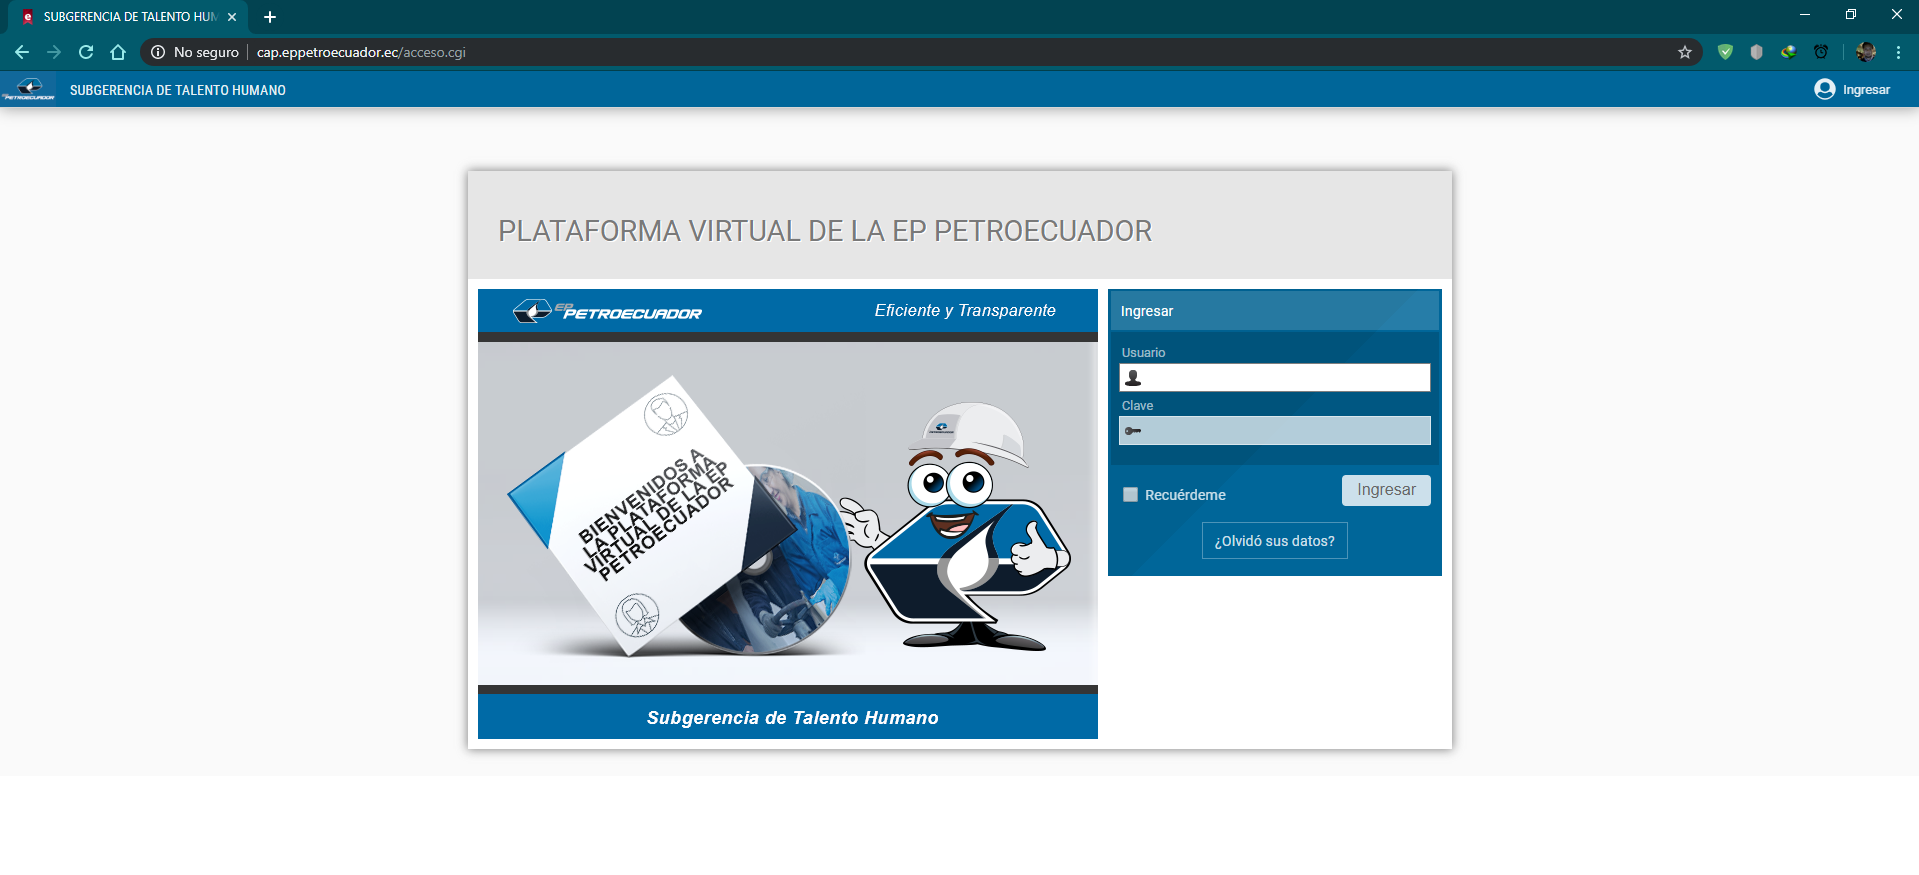 SUBGERENCIA DE TALENTO HUM
No seguro
cap.eppetroecuador.ec/acceso.cgi
PETROECUADOR
SUBGERENCIA DE TALENTO HUMANO
Ingresar
PLATAFORMA VIRTUAL DE LA EP PETROECUADOR
EP
PETROECUADOR
Eficiente y Transparente
BIENVENIDOS A
LA PLATAFORMA
VIRTUAL DE LA EP
PETROECUADOR
Subgerencia de Talento Humano
Ingresar
Usuario
Clave
Recuérdeme
Ingresar
¿Olvidó sus datos?